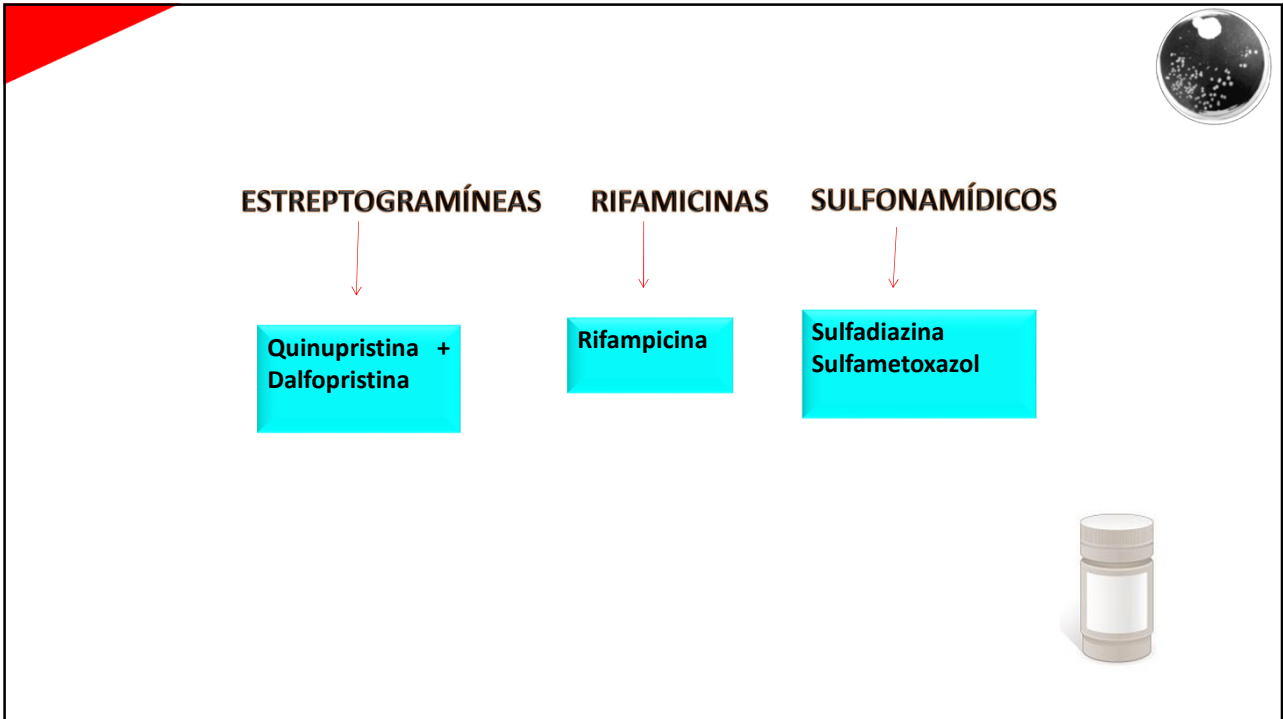 ESTREPTOGRAMÍNEAS
RIFAMICINAS
SULFONAMÍDICOS
Quinupristina +
Dalfopristina
Rifampicina
Sulfadiazina
Sulfametoxazol